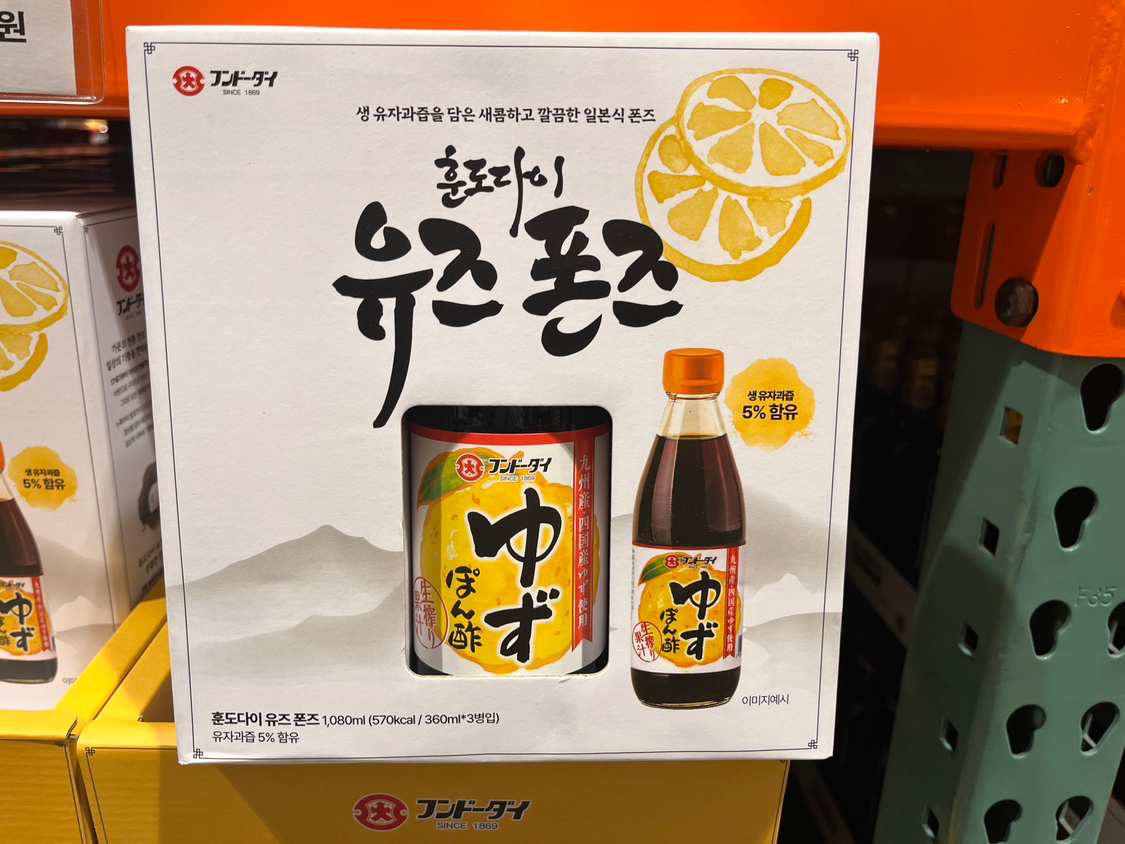 원
フンドーダイ
SINCE 1869
생 유자과즙을 담은 새콤하고 깔끔한 일본식 폰즈
훈도다이
유즈 폰즈
생 유자과즙
5% 함유
フンドーダイ
SINCE 1869
九州産・四国産ゆず使用
ゆず
ぽん酢
生搾り
果汁
フンドーダイ
九州産・四国産ゆず使用
ゆず
ぽん酢
生搾り
果汁
이미지예시
훈도다이 유즈 폰즈 1,080ml (570kcal / 360ml*3병입)
유자과즙 5% 함유
フンドーダイ
SINCE 1869
생 유자과즙
5% 함유
F35